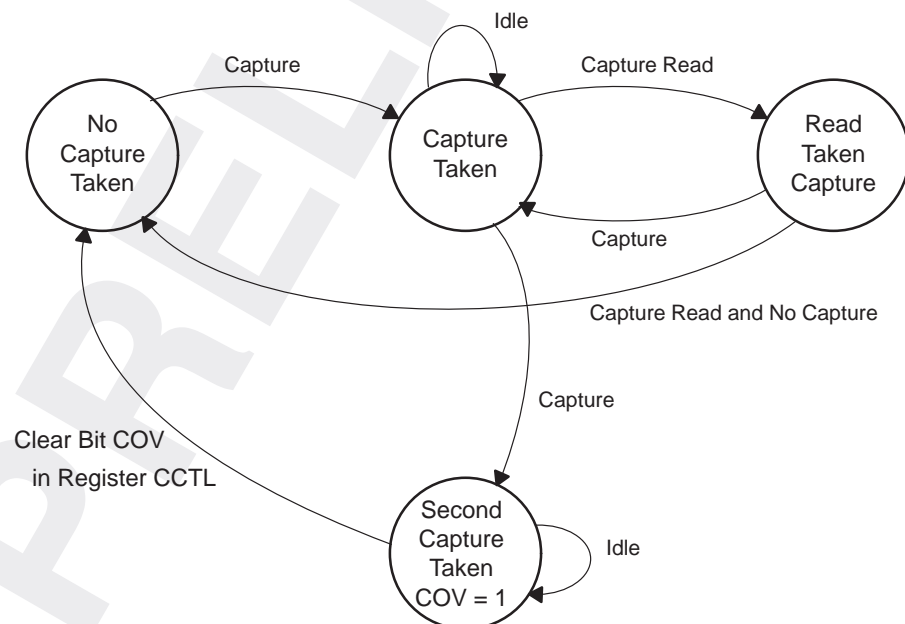 Idle
Capture
Capture Read
No
Capture
Taken
Capture
Taken
Read
Taken
Capture
Capture
Capture Read and No Capture
Capture
Clear Bit COV
in Register CCTL
Second
Capture
Taken
COV = 1
Idle
PRELI